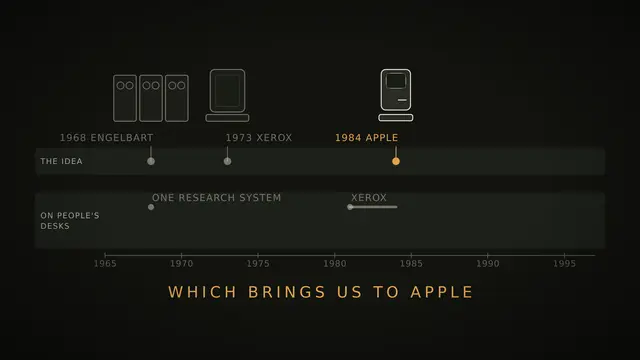 1968 ENGELBART
1973 XEROX
1984 APPLE
THE IDEA
ONE RESEARCH SYSTEM
XEROX
ON PEOPLE'S
DESKS
1965
1970
1975
1980
1985
1990
1995
WHICH BRINGS US TO APPLE